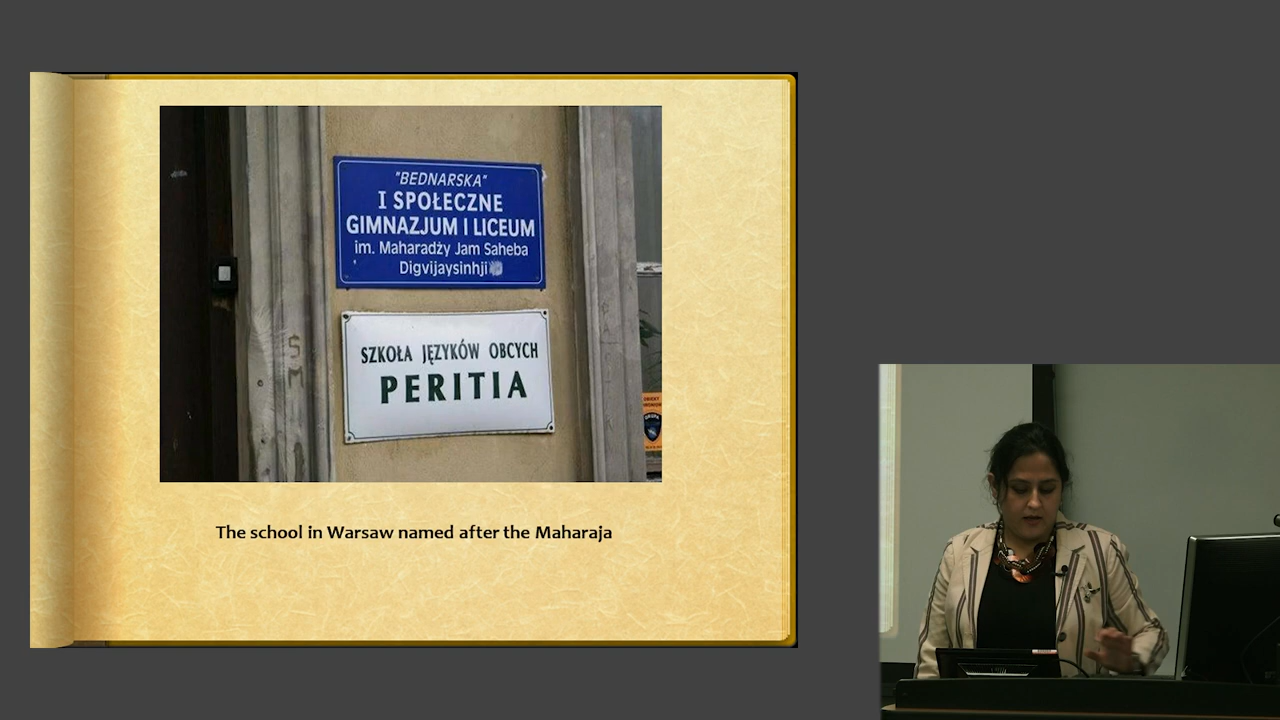 "BEDNARSKA"
I SPOŁECZNE
GIMNAZJUM I LICEUM
im. Maharadży Jam Saheba
Digvijaysinhji
SZKOŁA JĘZYKÓW OBCYCH
PERITIA
S
M
The school in Warsaw named after the Maharaja